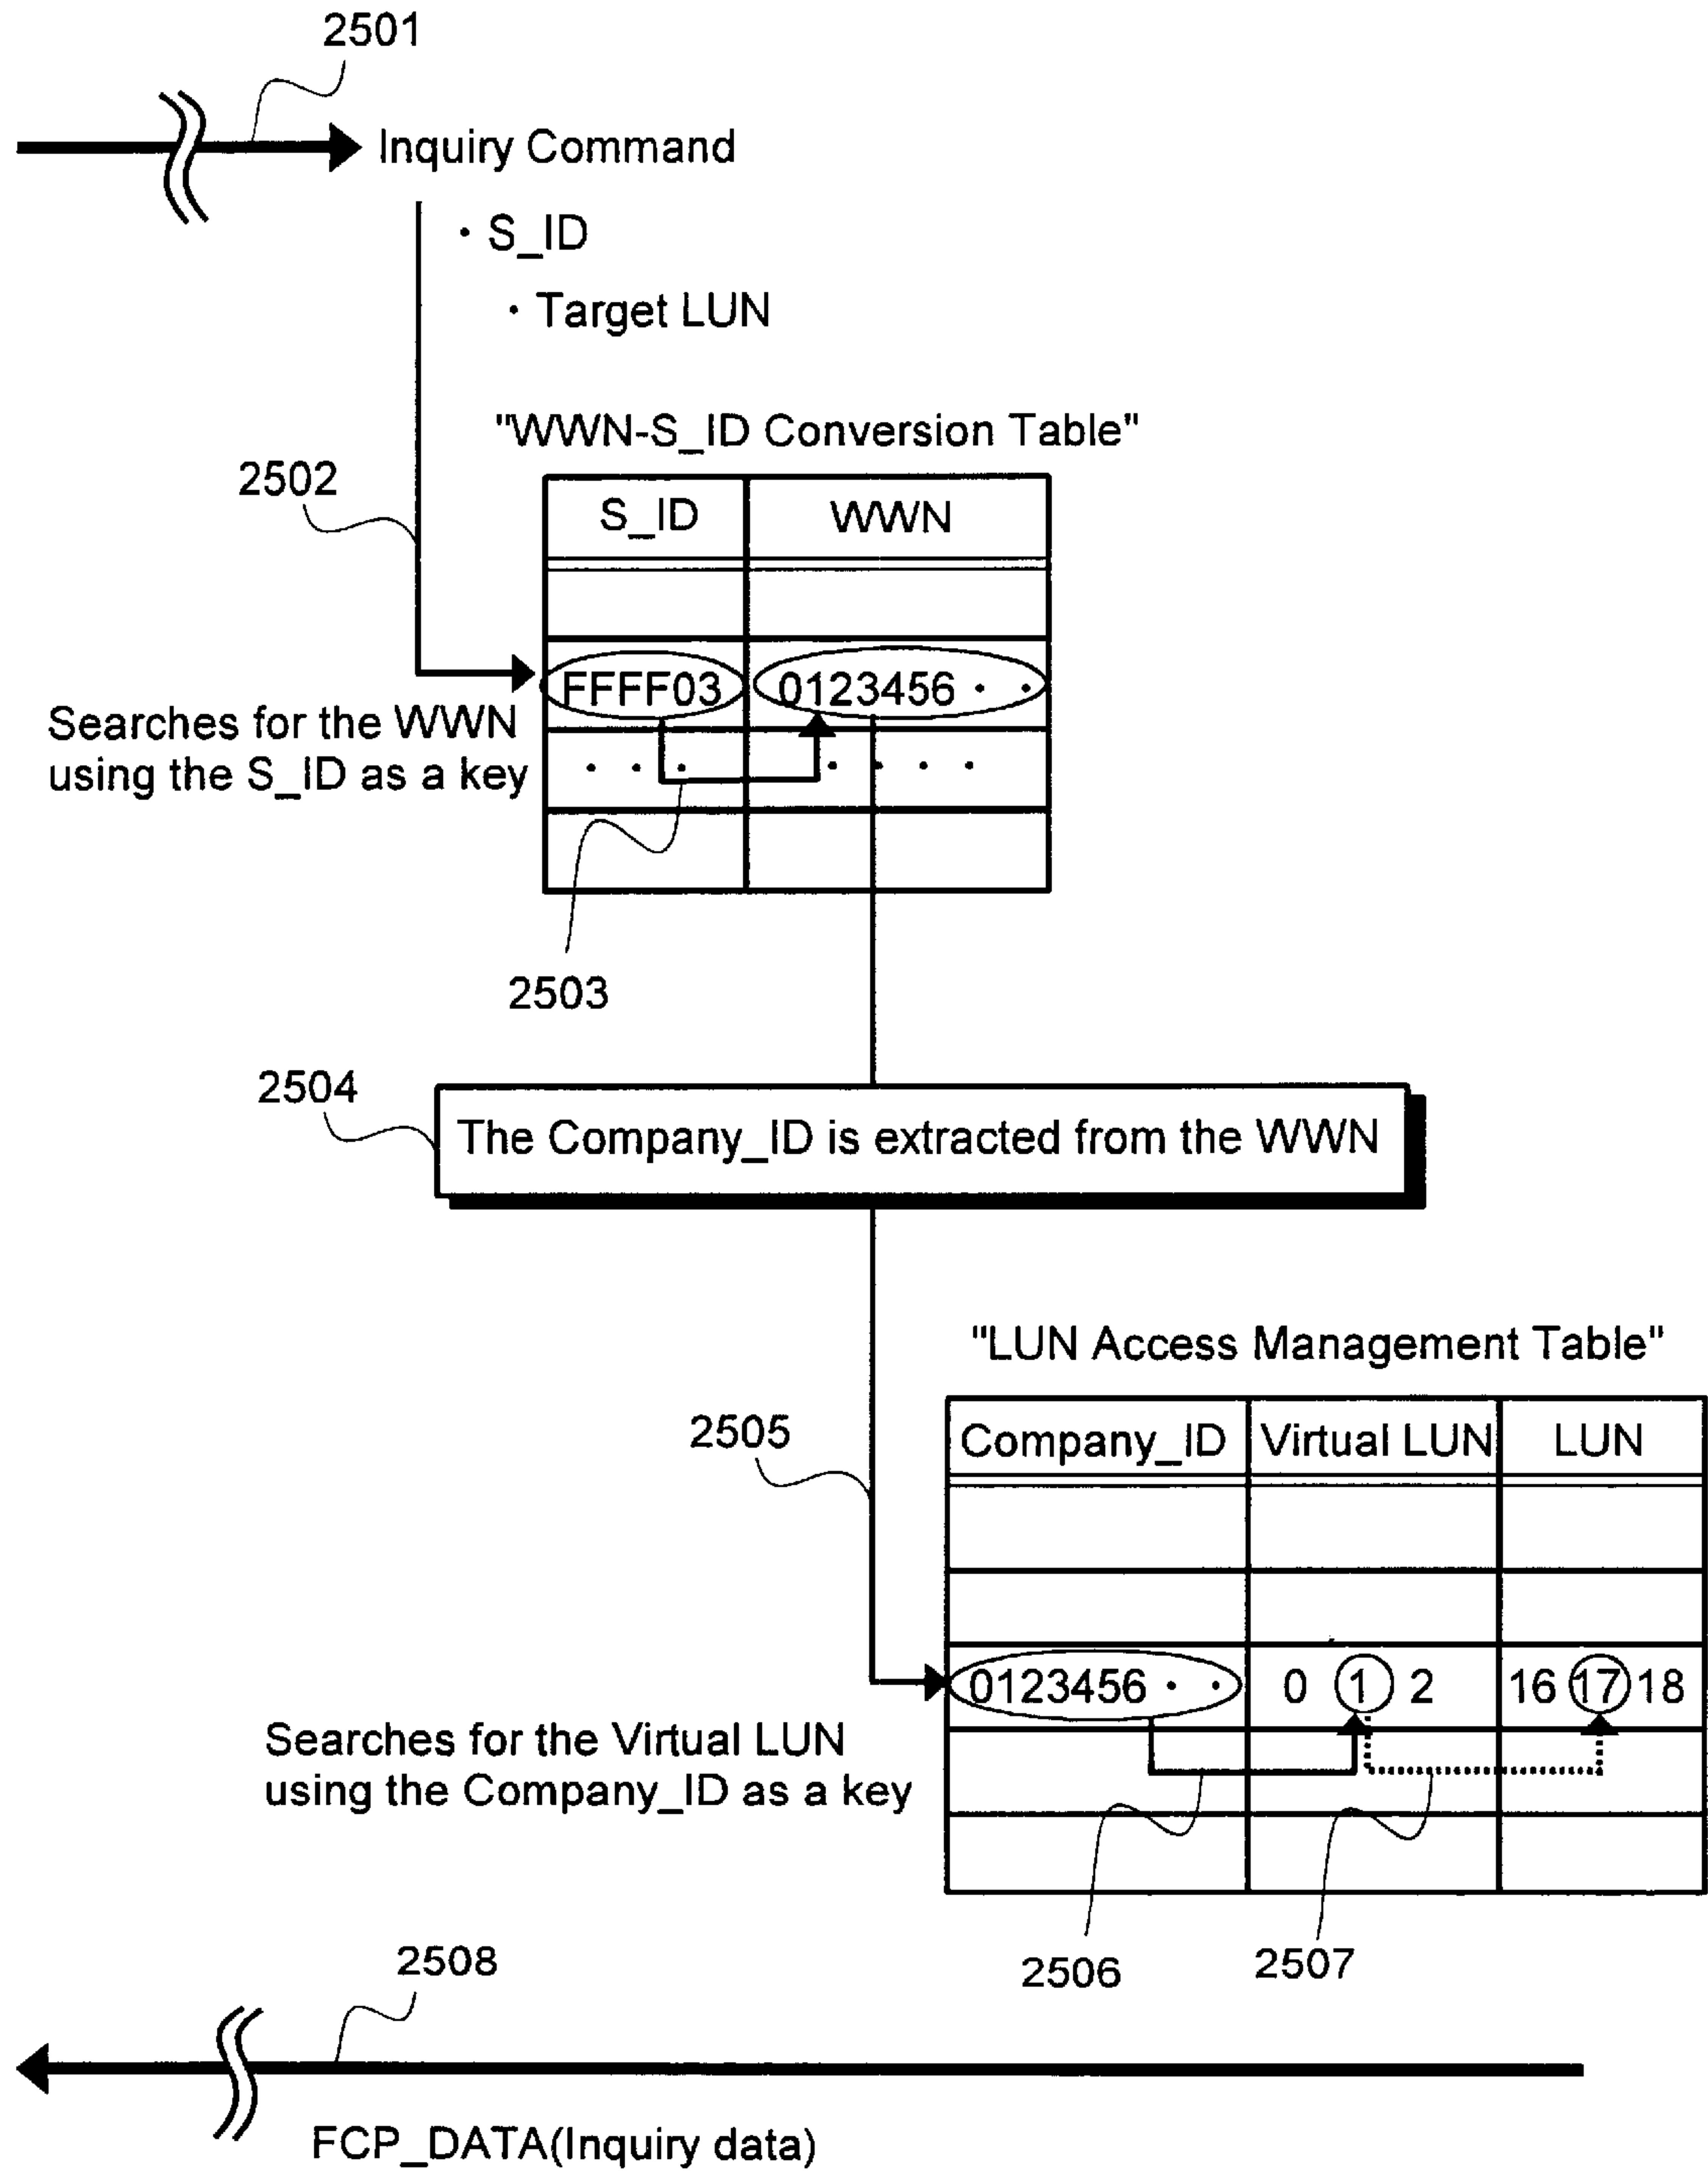 2501
Inquiry Command
· S_ID
· Target LUN
"WWN-S_ID Conversion Table"
2502
S_ID WWN
FFFF03 0123456 · ·
Searches for the WWN
using the S_ID as a key
· · · · · · ·
2503
2504
The Company_ID is extracted from the WWN
"LUN Access Management Table"
2505
Company_ID Virtual LUN LUN
0123456 · · 0 1 2 16 17 18
Searches for the Virtual LUN
using the Company_ID as a key
2506 2507
2508
FCP_DATA(Inquiry data)